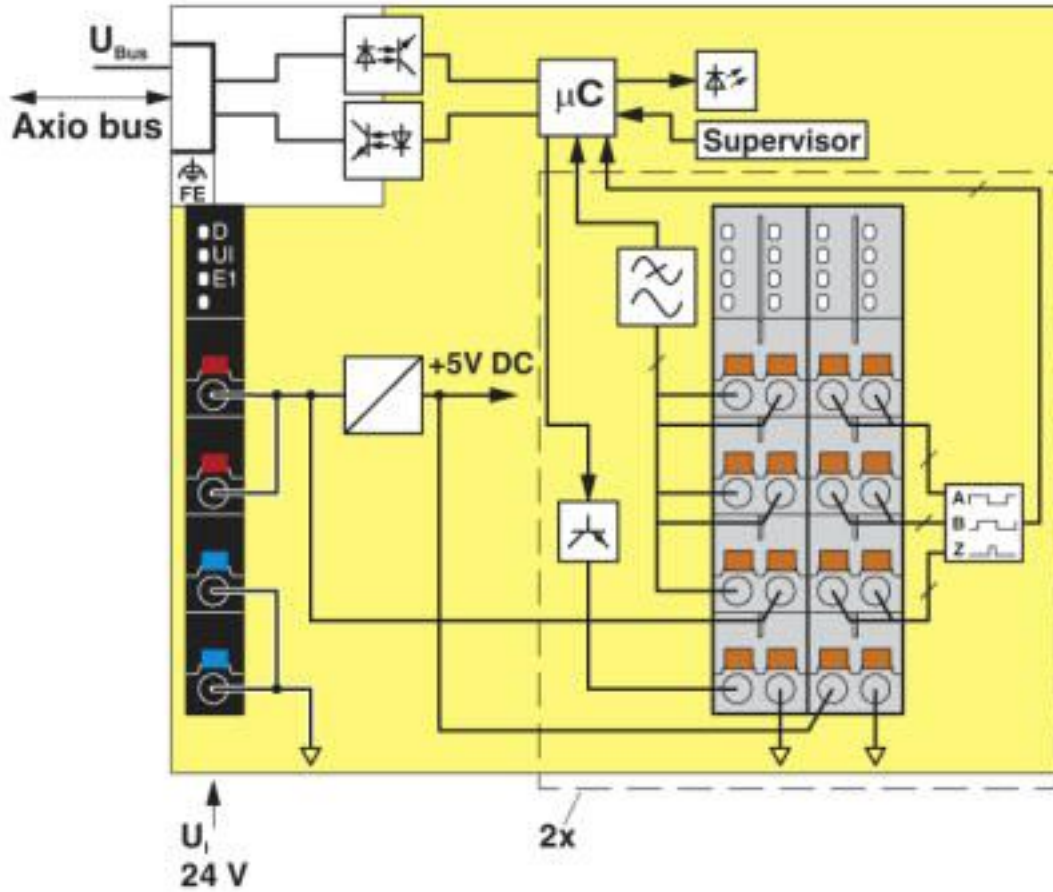 U Bus
Axio bus
μC
Supervisor
FE
D
UI
E1
+5V DC
A
B
Z
U I
24 V
2x